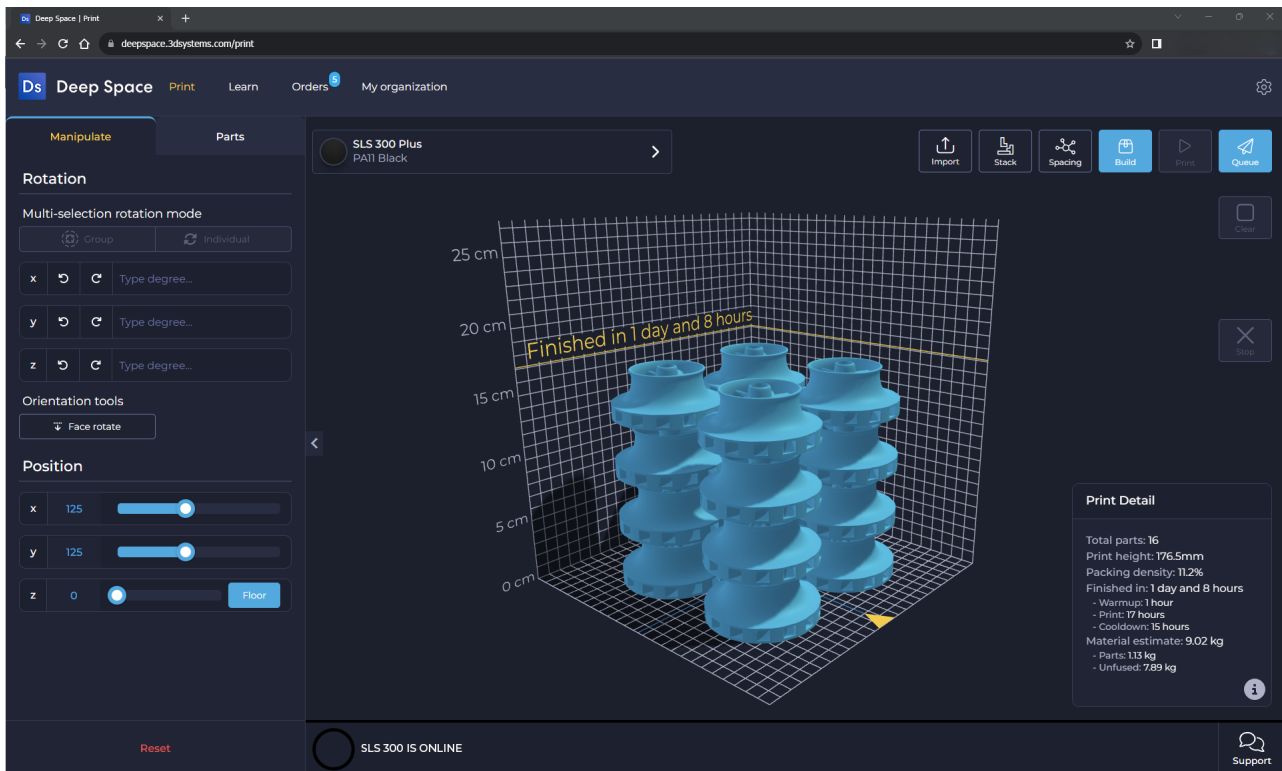 Deep Space | Print
deepspace.3dsystems.com/print
Ds Deep Space Print Learn Orders 5 My organization
Manipulate Parts
Rotation
Multi-selection rotation mode
Group Individual
x Type degree...
y Type degree...
z Type degree...
Orientation tools
Face rotate
Position
x 125
y 125
z 0 Floor
Reset
SLS 300 Plus
PA11 Black
Import Stack Spacing Build Print Queue
Clear
Stop
25 cm
20 cm
Finished in 1 day and 8 hours
15 cm
10 cm
5 cm
0 cm
Print Detail
Total parts: 16
Print height: 176.5mm
Packing density: 11.2%
Finished in: 1 day and 8 hours
- Warmup: 1 hour
- Print: 17 hours
- Cooldown: 15 hours
Material estimate: 9.02 kg
- Parts: 1.13 kg
- Unfused: 7.89 kg
SLS 300 IS ONLINE
Support